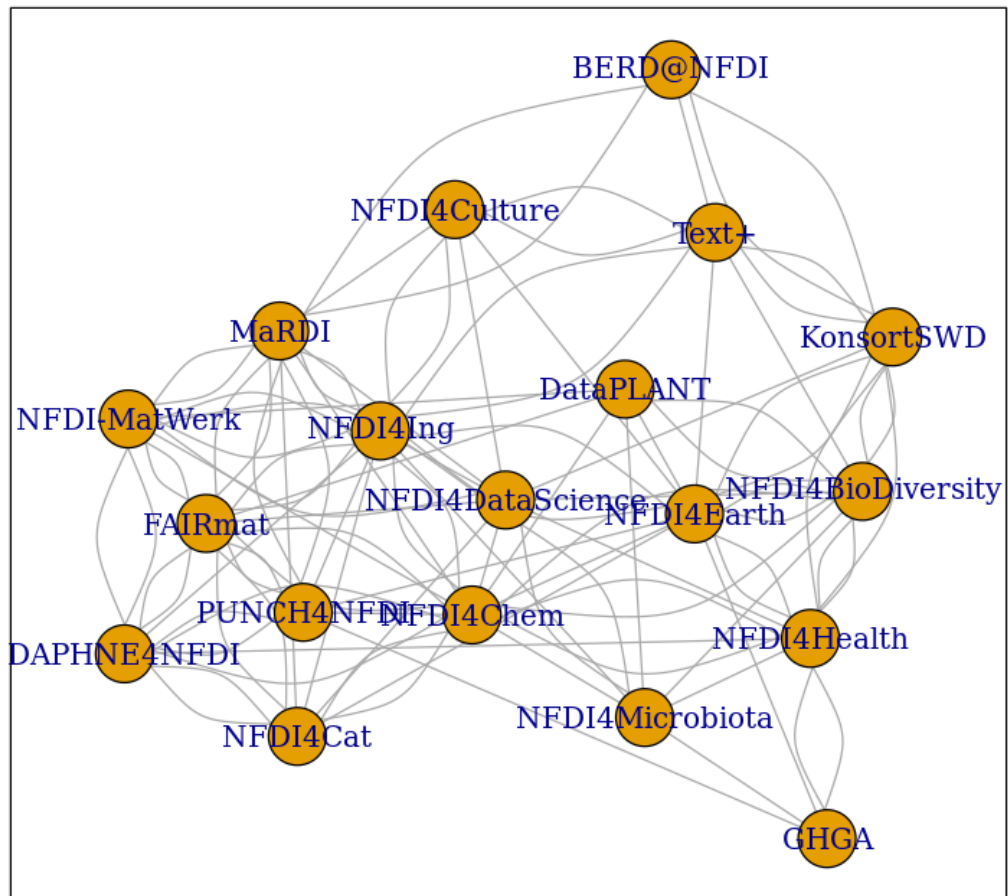 BERD@NFDI
NFDI4Culture
Text+
MaRDI
KonsortSWD
DataPLANT
NFDI-MatWerk
NFDI4Ing
NFDI4DataScience
NFDI4BioDiversity
FAIRmat
NFDI4Earth
PUNCH4NFDI
NFDI4Chem
NFDI4Health
DAPHNE4NFDI
NFDI4Microbiota
NFDI4Cat
GHGA